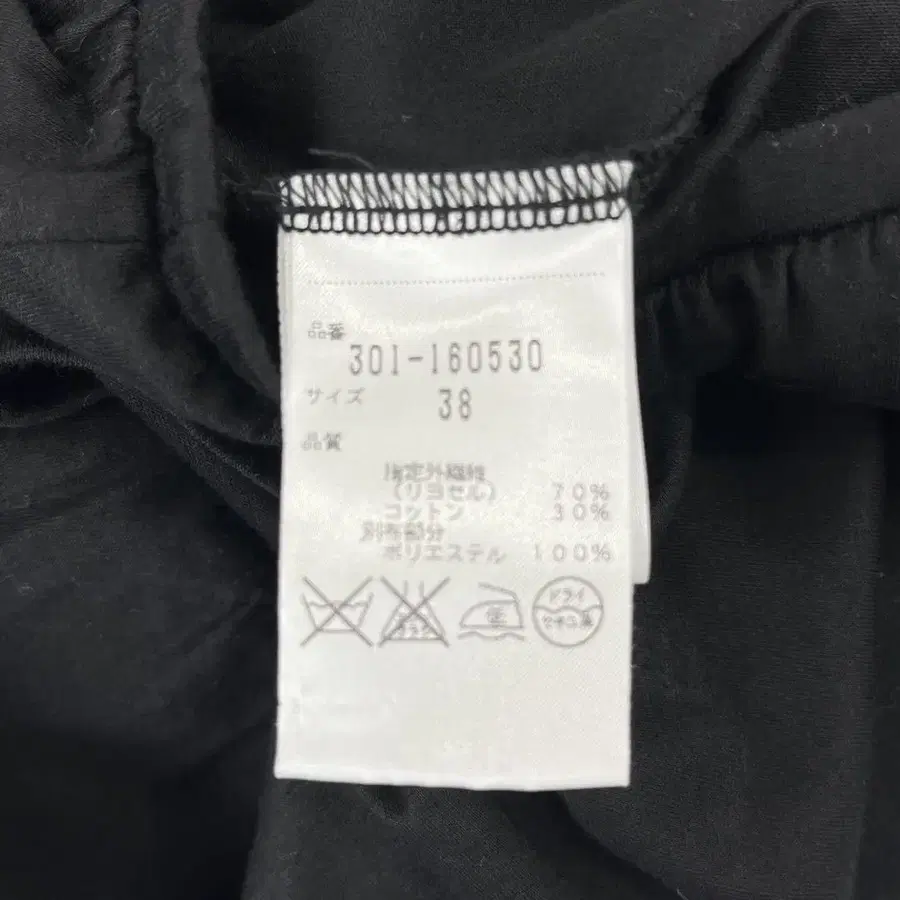 品番
301-160530
サイズ 38
品質
指定外繊維
(リヨセル) 70%
コットン 30%
別布部分
ポリエステル 100%
ドライ
セキユ系